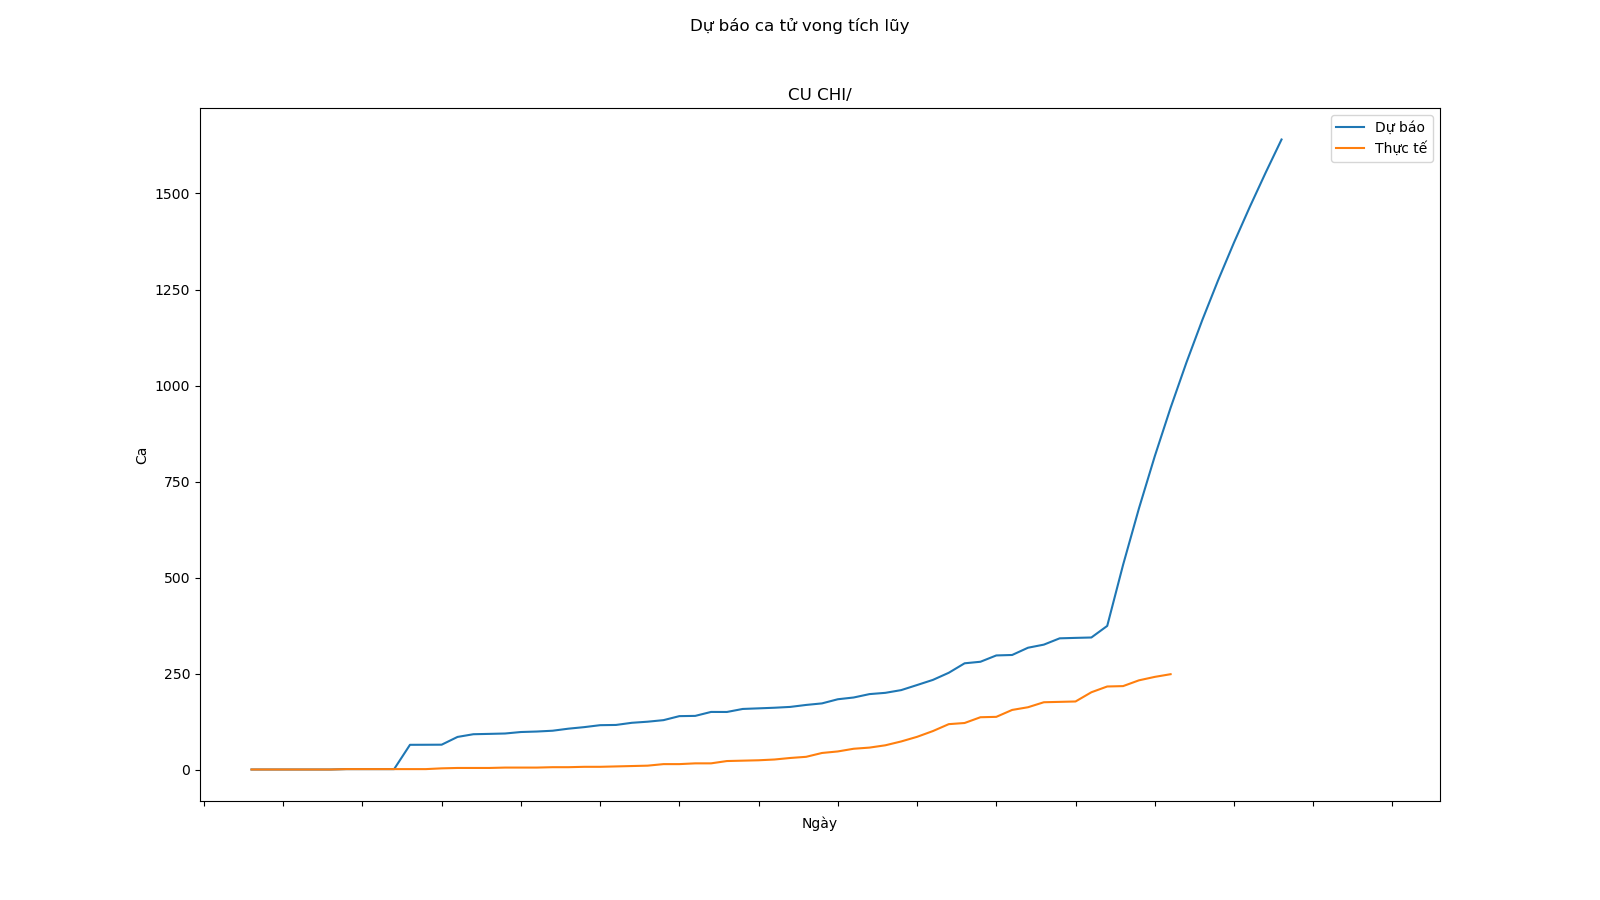 Dự báo ca tử vong tích lũy
CU CHI/
Dự báo
Thực tế
1500
1250
1000
750
500
250
0
Ca
Ngày